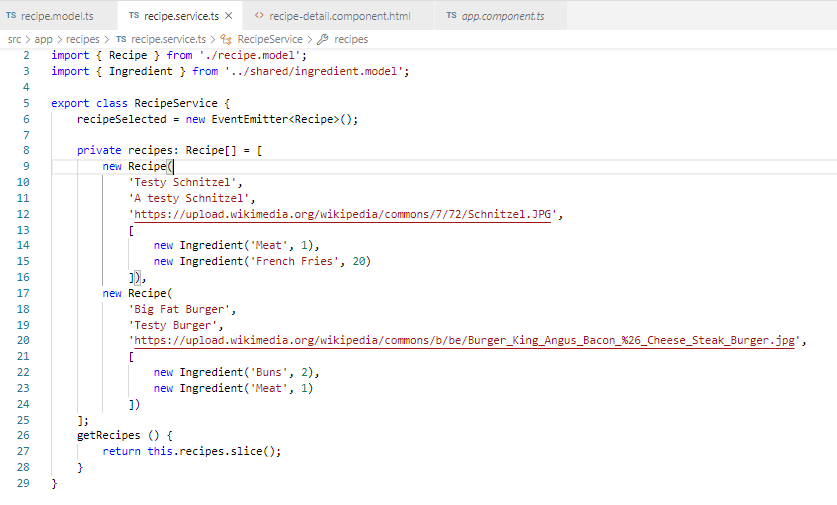 TS recipe.model.ts TS recipe.service.ts × <> recipe-detail.component.html TS app.component.ts
src > app > recipes > TS recipe.service.ts > RecipeService > recipes
2 import { Recipe } from './recipe.model';
3 import { Ingredient } from '../shared/ingredient.model';
4
5 export class RecipeService {
6 recipeSelected = new EventEmitter<Recipe>();
7
8 private recipes: Recipe[] = [
9 new Recipe(
10 'Testy Schnitzel',
11 'A testy Schnitzel',
12 'https://upload.wikimedia.org/wikipedia/commons/7/72/Schnitzel.JPG',
13 [
14 new Ingredient('Meat', 1),
15 new Ingredient('French Fries', 20)
16 ]),
17 new Recipe(
18 'Big Fat Burger',
19 'Testy Burger',
20 'https://upload.wikimedia.org/wikipedia/commons/b/be/Burger_King_Angus_Bacon_%26_Cheese_Steak_Burger.jpg',
21 [
22 new Ingredient('Buns', 2),
23 new Ingredient('Meat', 1)
24 ])
25 ];
26 getRecipes () {
27 return this.recipes.slice();
28 }
29 }